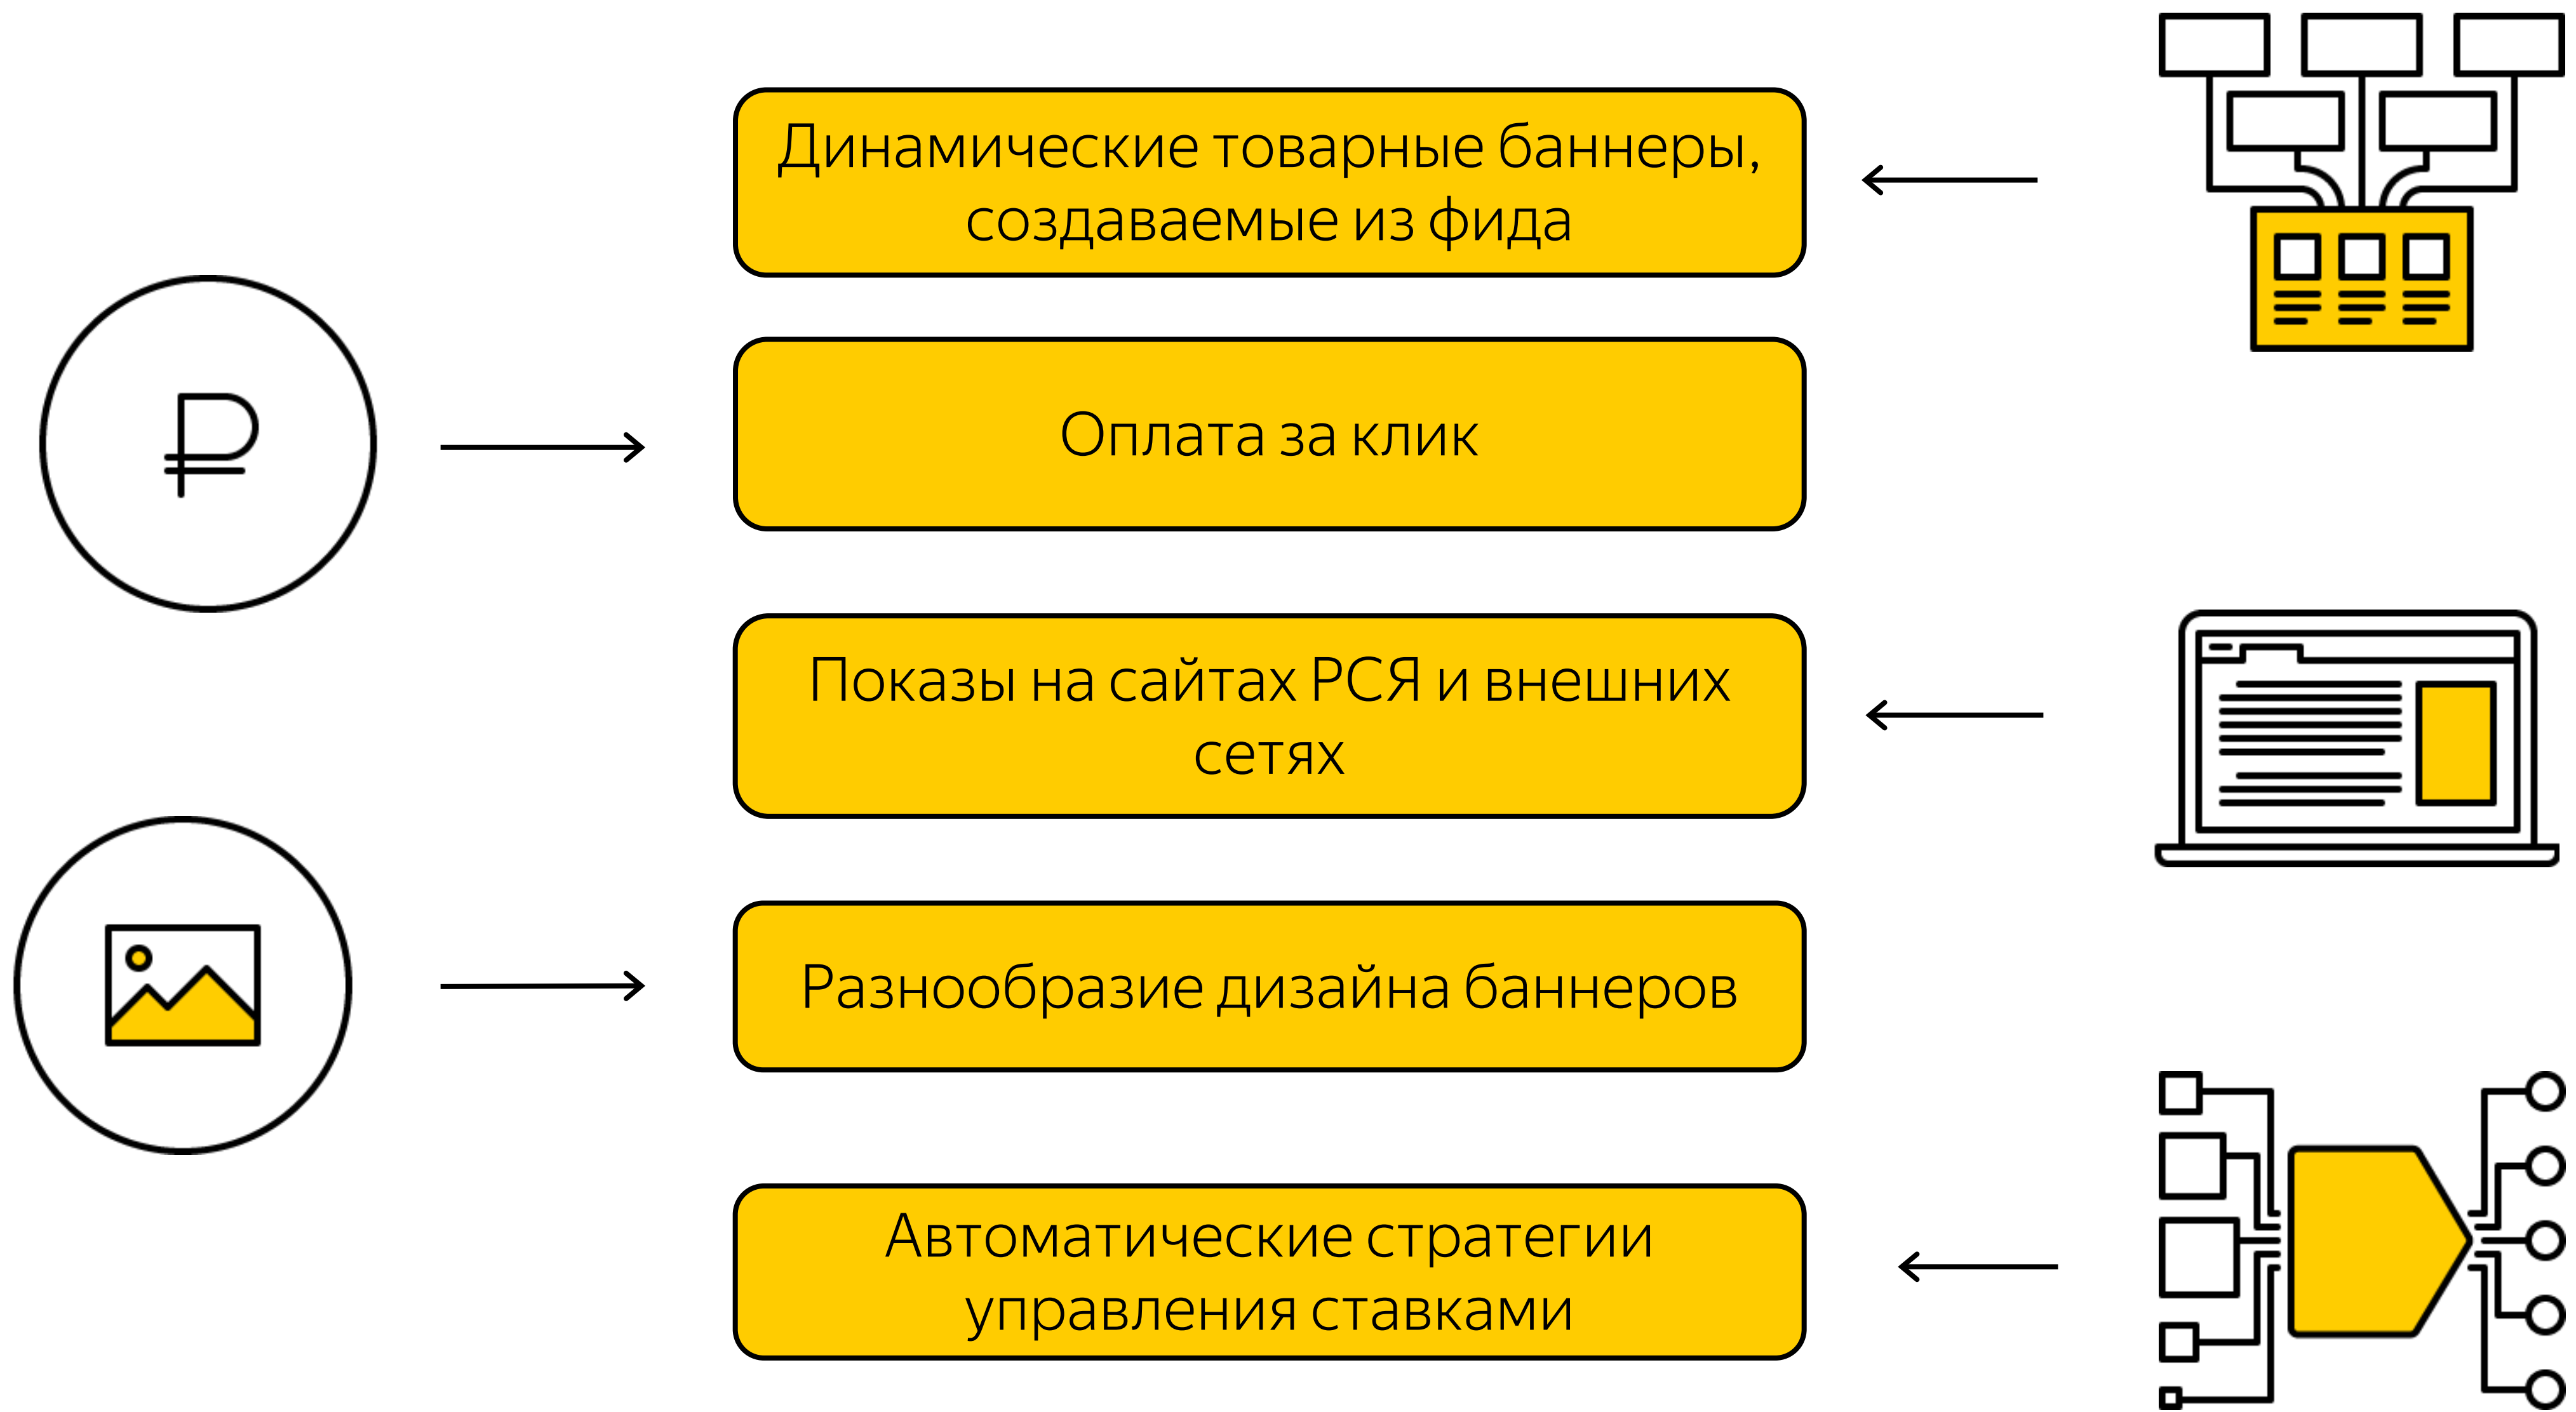 Динамические товарные баннеры,
создаваемые из фида
₽
Оплата за клик
Показы на сайтах РСЯ и внешних
сетях
Разнообразие дизайна баннеров
Автоматические стратегии
управления ставками